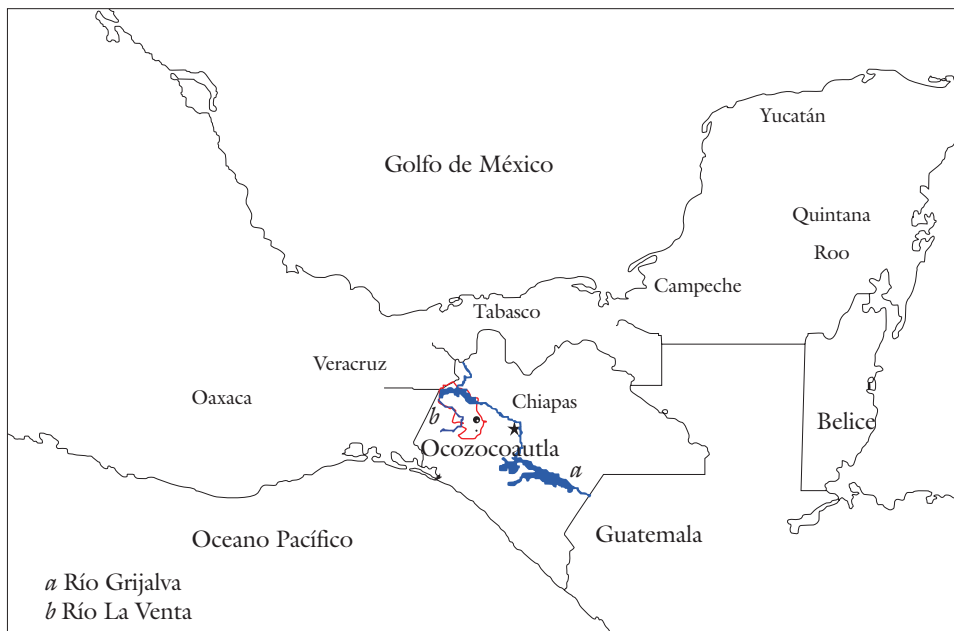 Yucatán
Golfo de México
Quintana
Roo
Campeche
Tabasco
Veracruz
Oaxaca
Chiapas
b
Belice
Ocozocoautla
a
Oceano Pacífico
Guatemala
a Río Grijalva
b Río La Venta